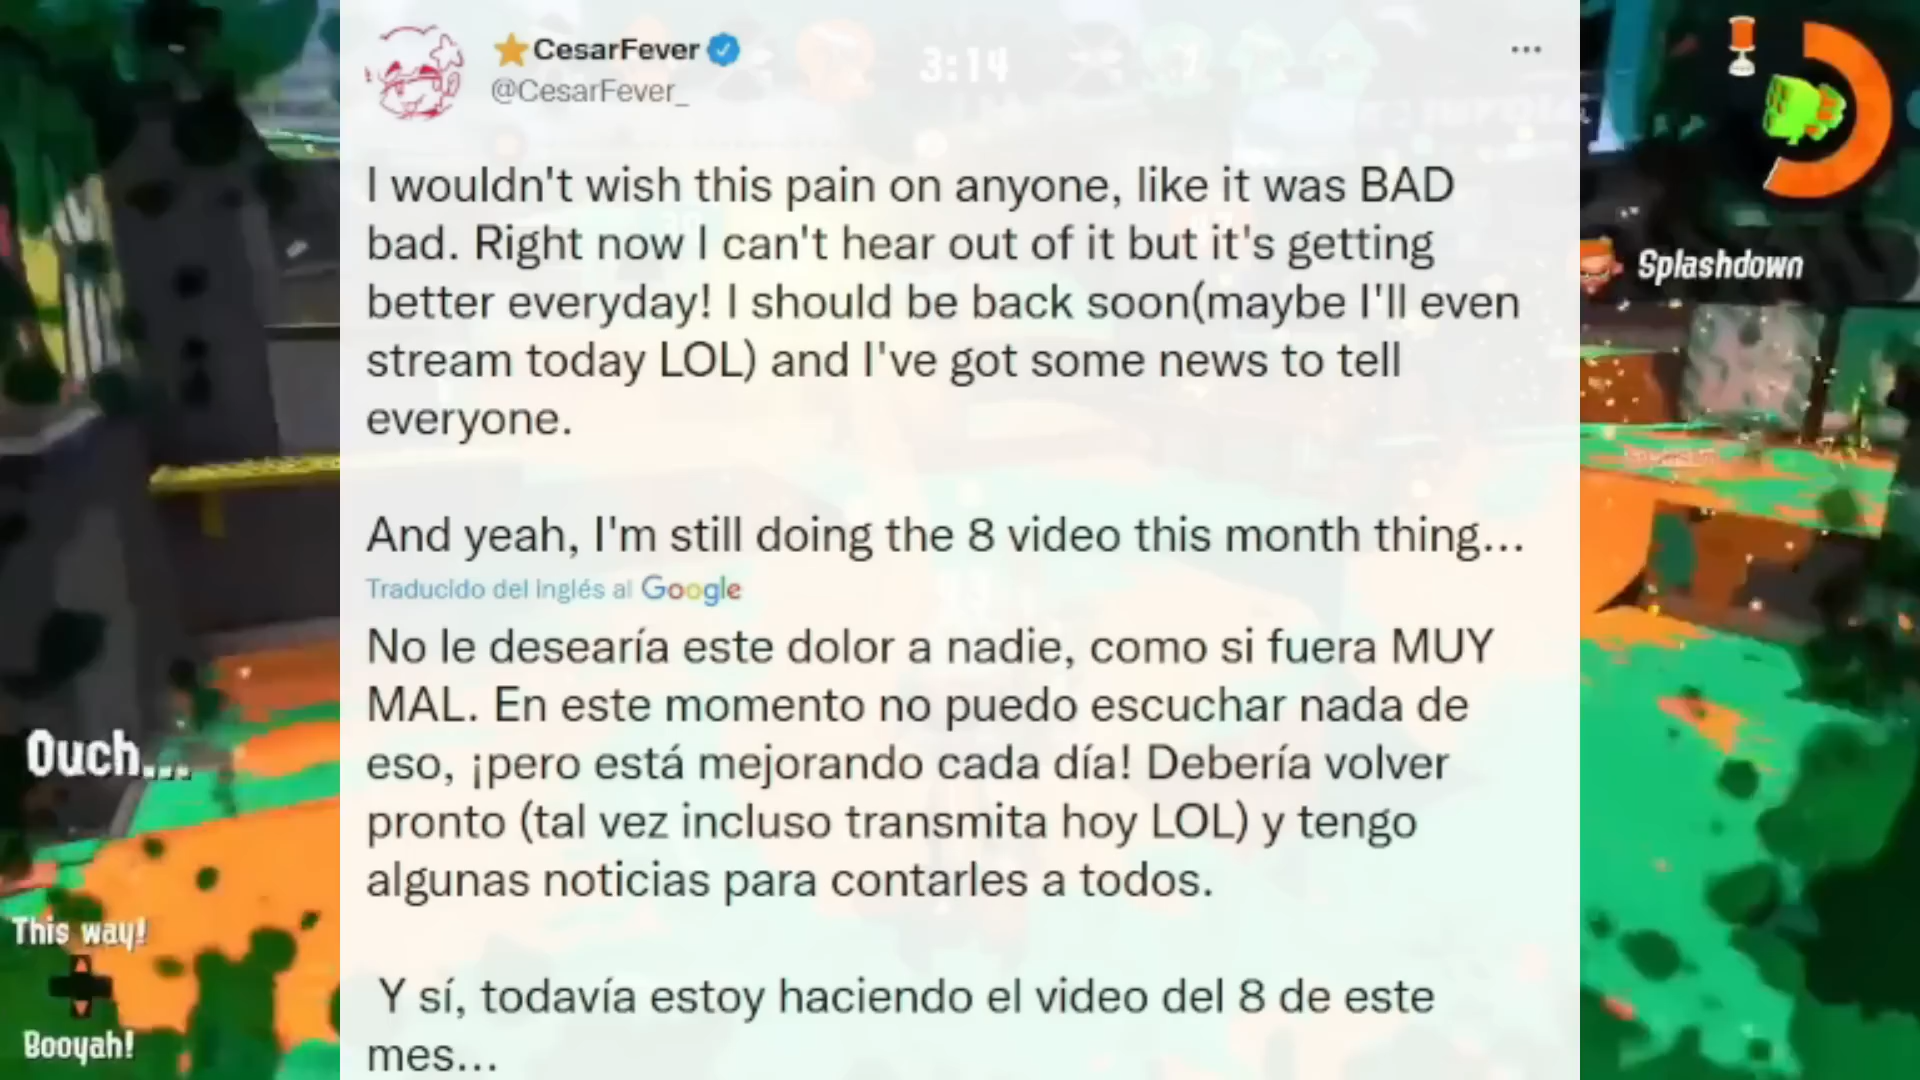 CesarFever
@CesarFever_
3:14
I wouldn't wish this pain on anyone, like it was BAD
bad. Right now I can't hear out of it but it's getting
better everyday! I should be back soon(maybe I'll even
stream today LOL) and I've got some news to tell
everyone.
And yeah, I'm still doing the 8 video this month thing...
Traducido del inglés al Google
No le desearía este dolor a nadie, como si fuera MUY
MAL. En este momento no puedo escuchar nada de
eso, ¡pero está mejorando cada día! Debería volver
pronto (tal vez incluso transmita hoy LOL) y tengo
algunas noticias para contarles a todos.
Y sí, todavía estoy haciendo el video del 8 de este
mes...
Splashdown
Ouch...
This way!
Booyah!